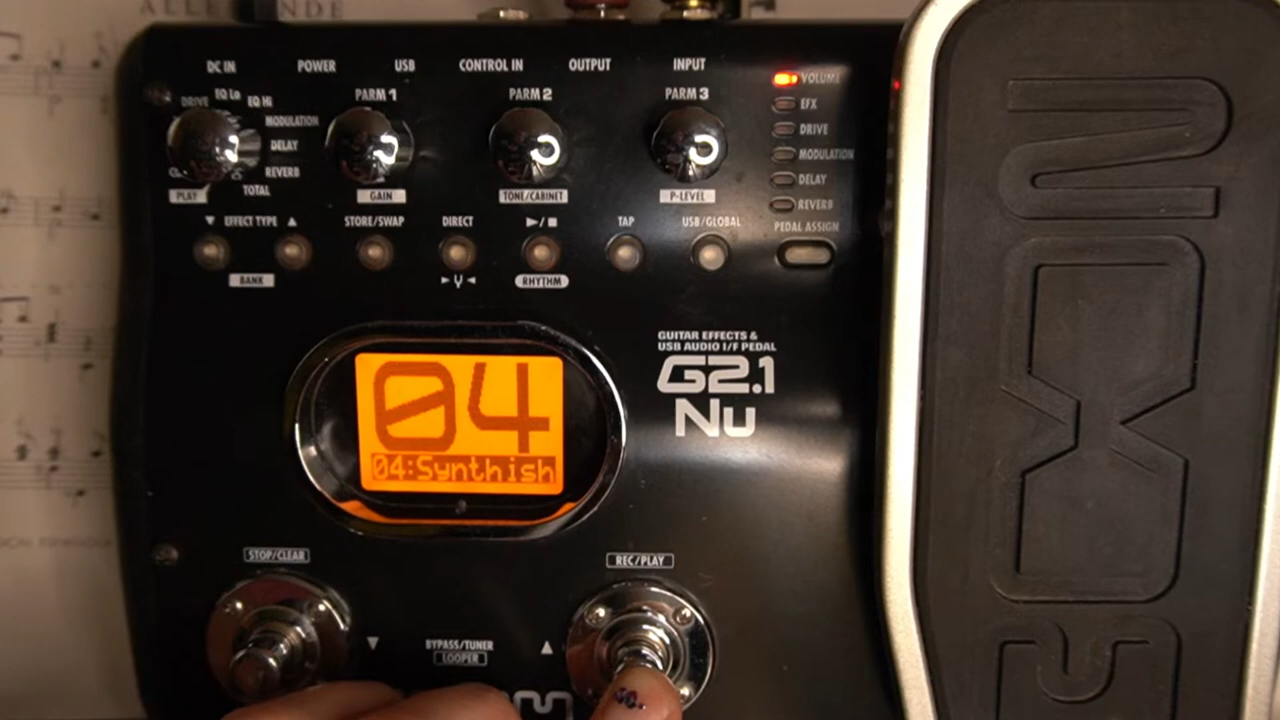 ALLE
NDE
DC IN POWER USB CONTROL IN OUTPUT INPUT
DRIVE EQ Lo EQ Hi MODULATION DELAY REVERB TOTAL PLAY
PARM 1
GAIN
PARM 2
TONE/CABINET
PARM 3
P-LEVEL
VOLUME
EFX
DRIVE
MODULATION
DELAY
REVERB
PEDAL ASSIGN
▼ EFFECT TYPE ▲ STORE/SWAP DIRECT ►/■ TAP USB/GLOBAL
BANK RHYTHM
GUITAR EFFECTS &
USB AUDIO I/F PEDAL
G2.1
Nu
04
04:Synthish
STOP/CLEAR REC/PLAY
▼ BYPASS/TUNER ▲
LOOPER